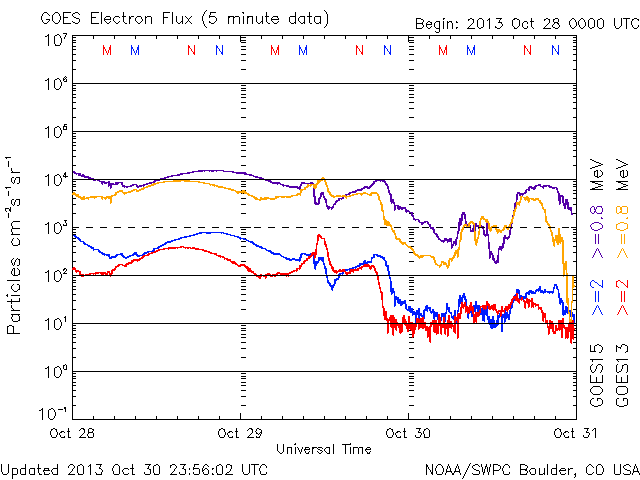 GOES Electron Flux (5 minute data)
Begin: 2013 Oct 28 0000 UTC
10⁷
M M N N M M N N M M N N
10⁶
10⁵
10⁴
10³
10²
10¹
10⁰
10⁻¹
Particles cm⁻²s⁻¹sr⁻¹
Oct 28 Oct 29 Oct 30 Oct 31
Universal Time
GOES15 >=2 >=0.8 MeV
GOES13 >=2 >=0.8 MeV
Updated 2013 Oct 30 23:56:02 UTC
NOAA/SWPC Boulder, CO USA